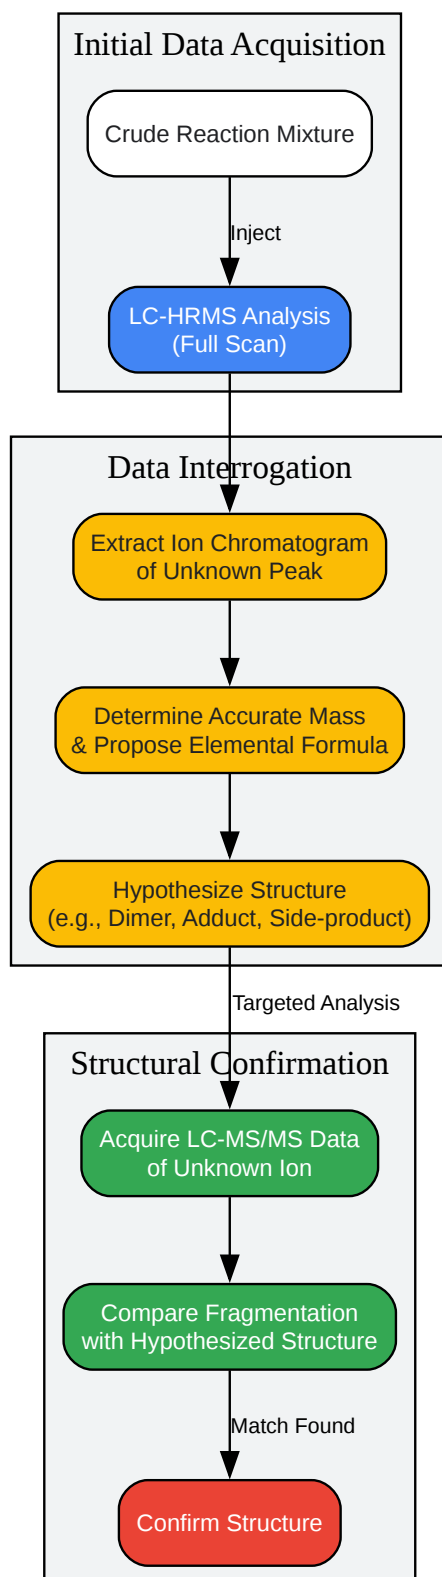 Initial Data Acquisition
Crude Reaction Mixture
Inject
LC-HRMS Analysis
(Full Scan)
Data Interrogation
Extract Ion Chromatogram
of Unknown Peak
Determine Accurate Mass
& Propose Elemental Formula
Hypothesize Structure
(e.g., Dimer, Adduct, Side-product)
Targeted Analysis
Structural Confirmation
Acquire LC-MS/MS Data
of Unknown Ion
Compare Fragmentation
with Hypothesized Structure
Match Found
Confirm Structure